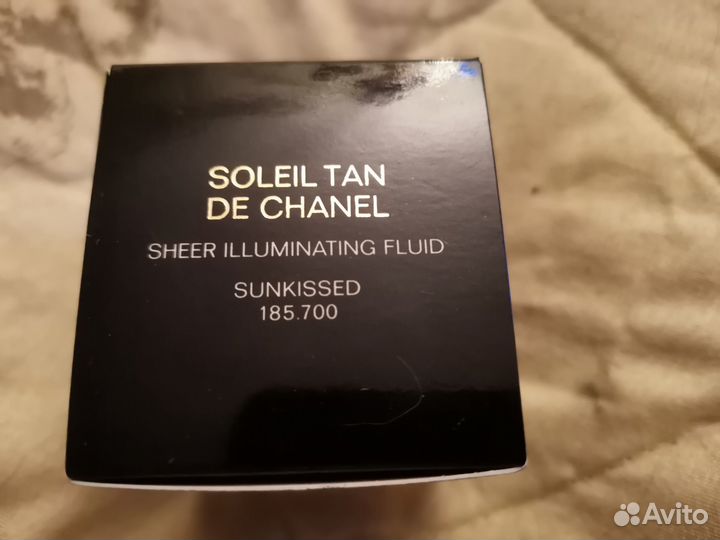 SOLEIL TAN
DE CHANEL
SHEER ILLUMINATING FLUID
SUNKISSED
185.700
Avito